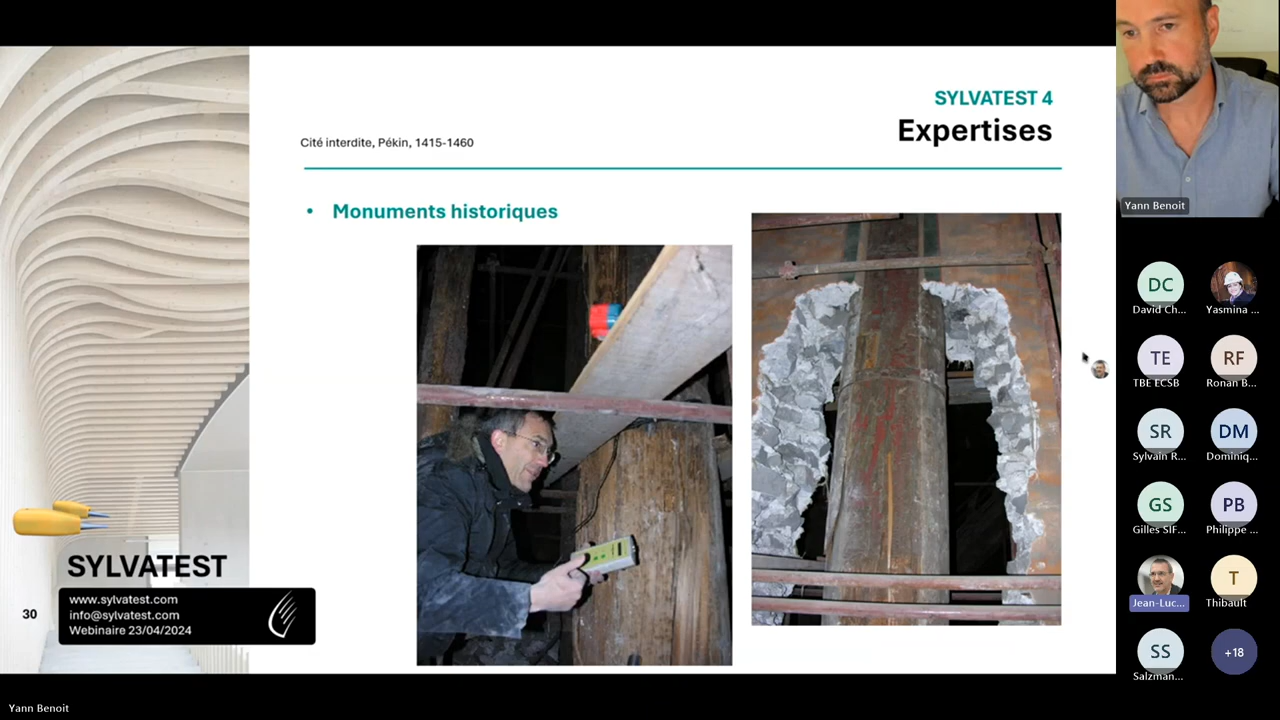 SYLVATEST 4
Expertises
Cité interdite, Pékin, 1415-1460
• Monuments historiques
SYLVATEST
www.sylvatest.com
info@sylvatest.com
Webinaire 23/04/2024
30
Yann Benoit
DC
David Ch...
Yasmina ...
TE
TBE ECSB
RF
Ronan B...
SR
Sylvain R...
DM
Dominiq...
GS
Gilles SIF...
PB
Philippe ...
Jean-Luc...
T
Thibault
SS
Salzman...
+18
Yann Benoit